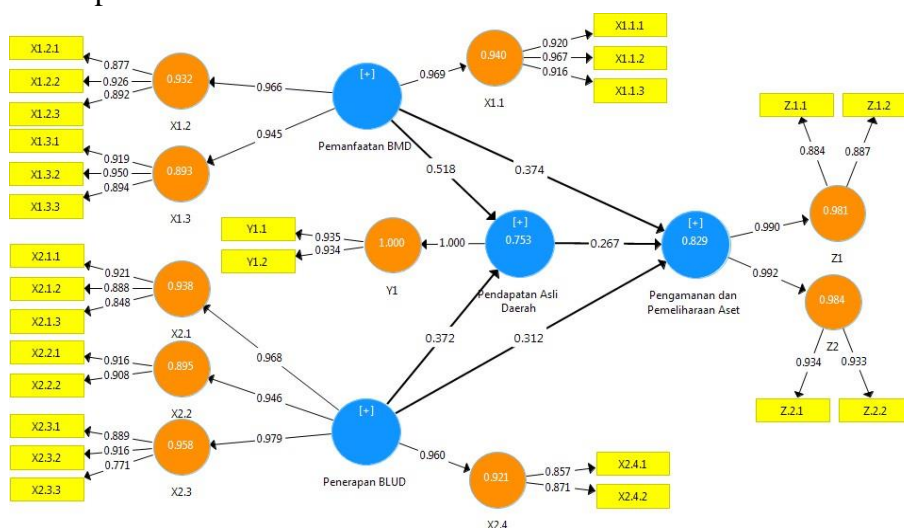 X1.2.1
X1.2.2
X1.2.3
0.877
0.926
0.892
0.932
X1.2
0.966
X1.3.1
X1.3.2
X1.3.3
0.919
0.950
0.894
0.893
X1.3
0.945
[+]
Pemanfaatan BMD
0.969
0.940
X1.1
0.920
0.967
0.916
X1.1.1
X1.1.2
X1.1.3
0.518
0.374
Y1.1
Y1.2
0.935
0.934
1.000
Y1
1.000
[+]
0.753
Pendapatan Asli
Daerah
0.267
[+]
0.829
Pengamanan dan
Pemeliharaan Aset
Z.1.1
Z.1.2
0.884
0.887
0.981
Z1
0.990
0.992
0.984
Z2
0.934
0.933
Z.2.1
Z.2.2
X2.1.1
X2.1.2
X2.1.3
0.921
0.888
0.848
0.938
X2.1
0.968
X2.2.1
X2.2.2
0.916
0.908
0.895
X2.2
0.946
X2.3.1
X2.3.2
X2.3.3
0.889
0.916
0.771
0.958
X2.3
0.979
[+]
Penerapan BLUD
0.372
0.312
0.960
0.921
X2.4
0.857
0.871
X2.4.1
X2.4.2